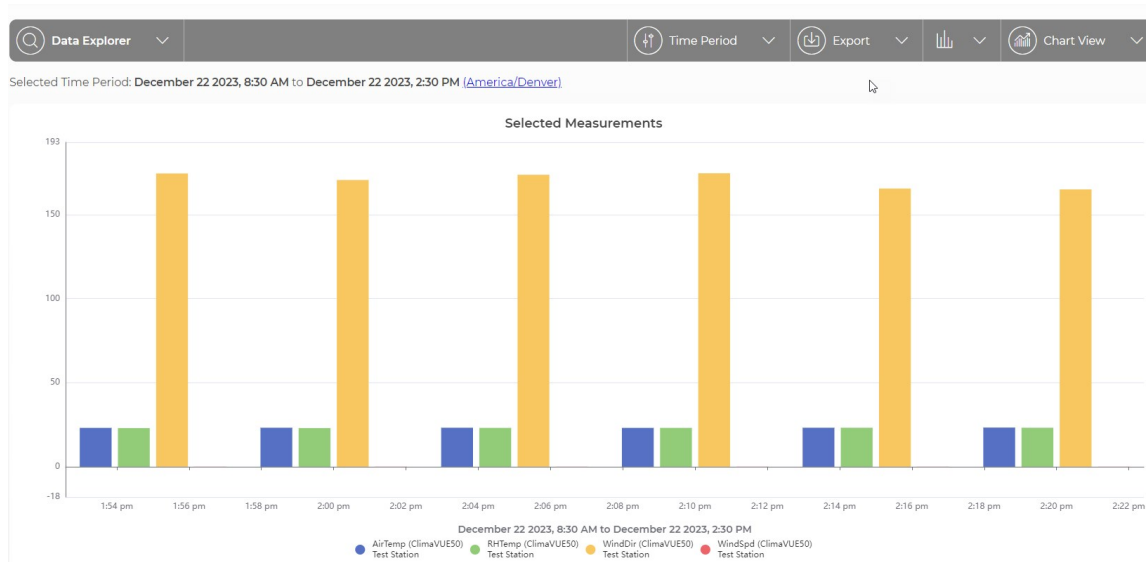 Data Explorer
Time Period
Export
Chart View
Selected Time Period: December 22 2023, 8:30 AM to December 22 2023, 2:30 PM (America/Denver)
Selected Measurements
193
150
100
50
0
-18
1:54 pm 1:56 pm 1:58 pm 2:00 pm 2:02 pm 2:04 pm 2:06 pm 2:08 pm 2:10 pm 2:12 pm 2:14 pm 2:16 pm 2:18 pm 2:20 pm 2:22 pm
December 22 2023, 8:30 AM to December 22 2023, 2:30 PM
AirTemp (ClimaVUE50) RHTemp (ClimaVUE50) WindDir (ClimaVUE50) WindSpd (ClimaVUE50)
Test Station Test Station Test Station Test Station